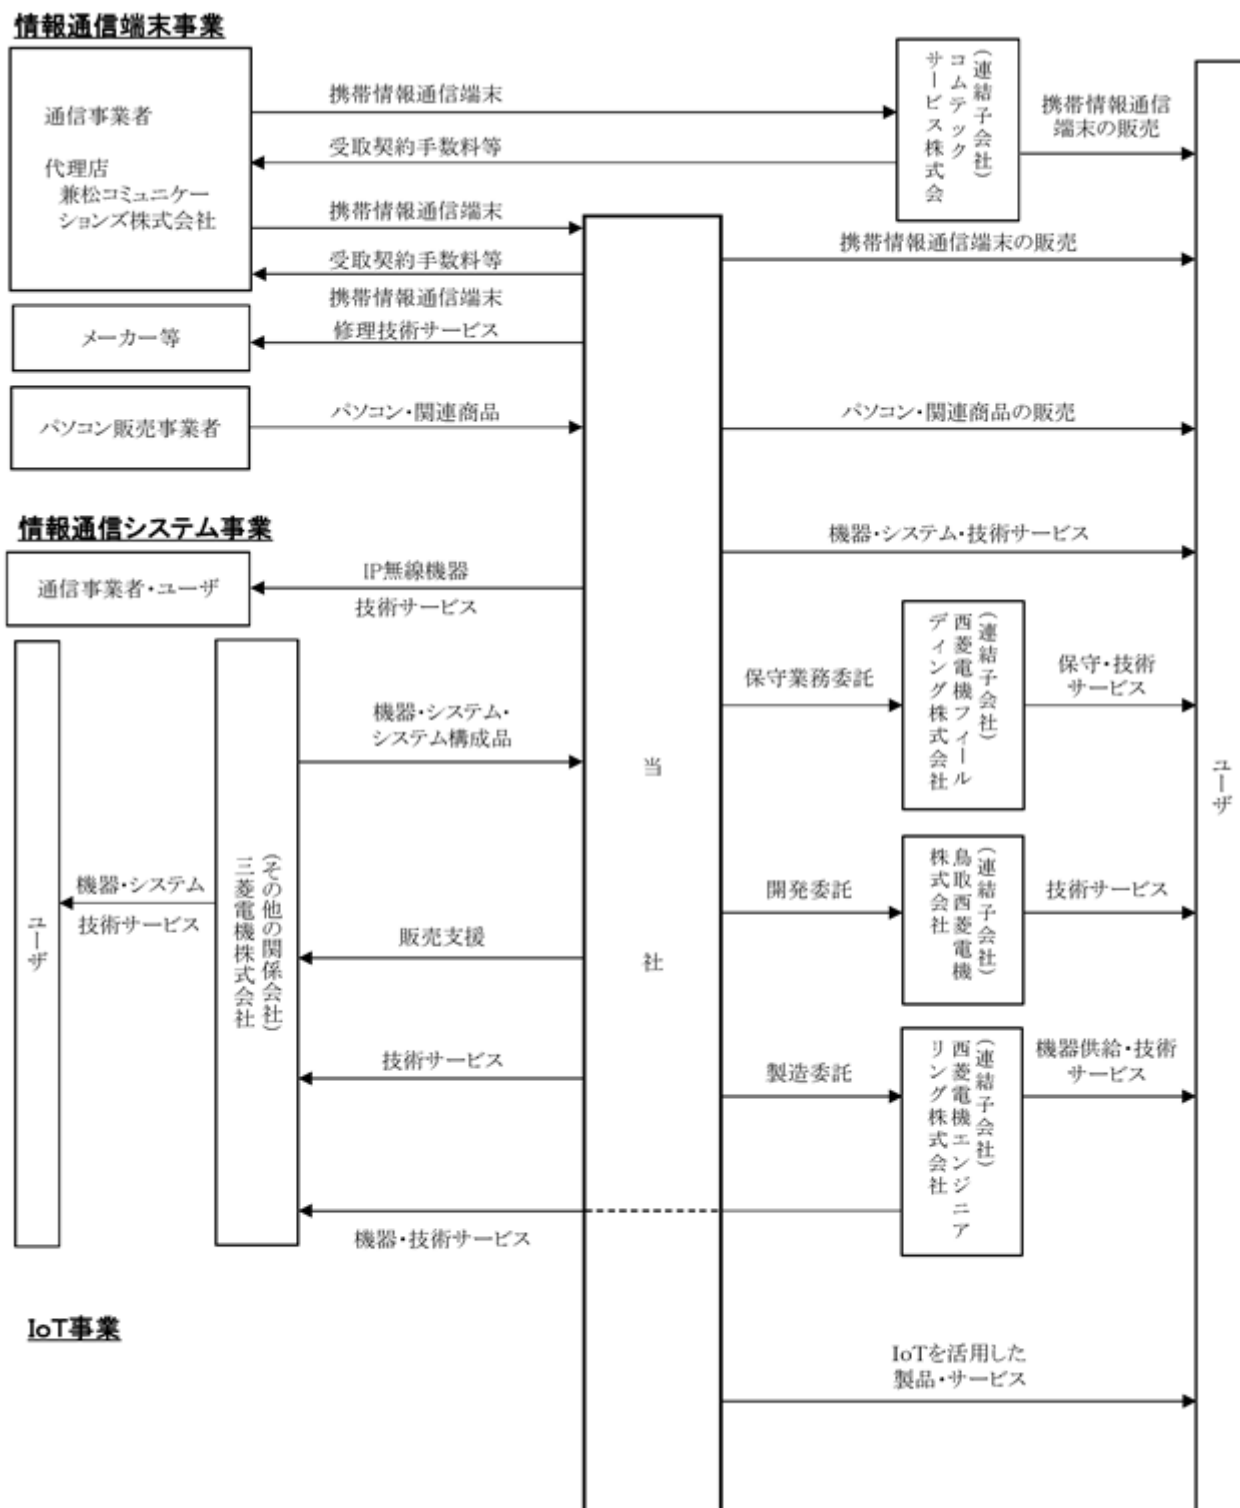 情報通信端末事業
通信事業者
代理店
兼松コミュニケー
ションズ株式会社
携帯情報通信端末
受取契約手数料等
(連結子会社)
コムテック
サービス株式会
携帯情報通信
端末の販売
携帯情報通信端末
受取契約手数料等
携帯情報通信端末の販売
メーカー等
携帯情報通信端末
修理技術サービス
パソコン販売事業者
パソコン・関連商品
パソコン・関連商品の販売
情報通信システム事業
機器・システム・技術サービス
通信事業者・ユーザ
IP無線機器
技術サービス
保守業務委託
(連結子会社)
西菱電機フィール
ディング株式会社
保守・技術
サービス
機器・システム・
システム構成品
当社
ユーザ
開発委託
(連結子会社)
鳥取西菱電機
株式会社
技術サービス
ユーザ
機器・システム
技術サービス
(その他の関係会社)
三菱電機株式会社
販売支援
技術サービス
製造委託
(連結子会社)
西菱電機エンジニア
リング株式会社
機器供給・技術
サービス
機器・技術サービス
IoT事業
IoTを活用した
製品・サービス